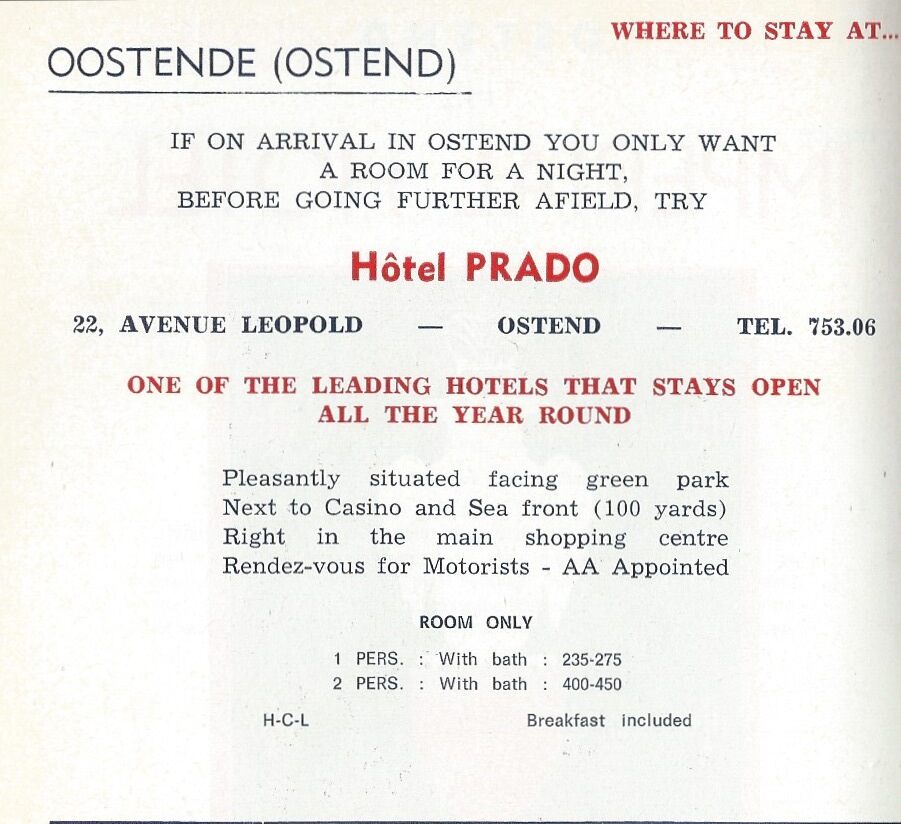 WHERE TO STAY AT...
OOSTENDE (OSTEND)
IF ON ARRIVAL IN OSTEND YOU ONLY WANT
A ROOM FOR A NIGHT,
BEFORE GOING FURTHER AFIELD, TRY
Hôtel PRADO
22, AVENUE LEOPOLD — OSTEND — TEL. 753.06
ONE OF THE LEADING HOTELS THAT STAYS OPEN
ALL THE YEAR ROUND
Pleasantly situated facing green park
Next to Casino and Sea front (100 yards)
Right in the main shopping centre
Rendez-vous for Motorists - AA Appointed
ROOM ONLY
1 PERS. : With bath : 235-275
2 PERS. : With bath : 400-450
H-C-L Breakfast included